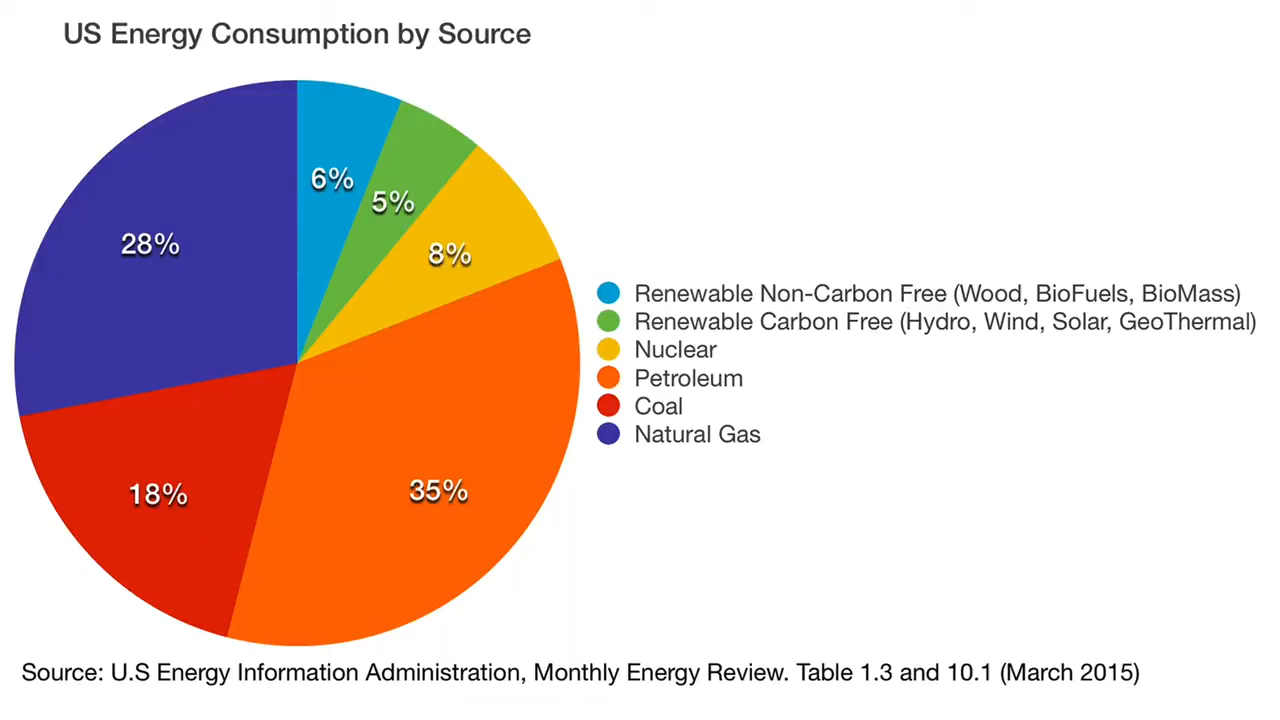 US Energy Consumption by Source
6%
5%
8%
28%
35%
18%
Renewable Non-Carbon Free (Wood, BioFuels, BioMass)
Renewable Carbon Free (Hydro, Wind, Solar, GeoThermal)
Nuclear
Petroleum
Coal
Natural Gas
Source: U.S Energy Information Administration, Monthly Energy Review. Table 1.3 and 10.1 (March 2015)